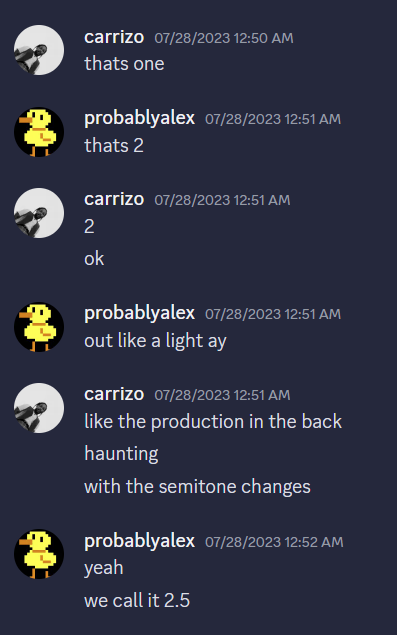 carrizo 07/28/2023 12:50 AM
thats one
probablyalex 07/28/2023 12:51 AM
thats 2
carrizo 07/28/2023 12:51 AM
2
ok
probablyalex 07/28/2023 12:51 AM
out like a light ay
carrizo 07/28/2023 12:51 AM
like the production in the back
haunting
with the semitone changes
probablyalex 07/28/2023 12:52 AM
yeah
we call it 2.5